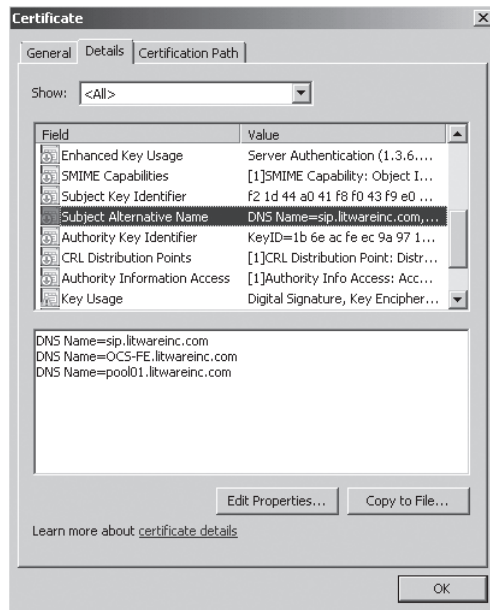 Certificate
General Details Certification Path
Show: <All>
Field Value
Enhanced Key Usage Server Authentication (1.3.6....
SMIME Capabilities [1]SMIME Capability: Object I...
Subject Key Identifier f2 1d 44 a0 41 f8 f0 43 f9 e0 ...
Subject Alternative Name DNS Name=sip.litwareinc.com,...
Authority Key Identifier KeyID=1b 6e ac fe ec 9a 97 1...
CRL Distribution Points [1]CRL Distribution Point: Distr...
Authority Information Access [1]Authority Info Access: Acc...
Key Usage Digital Signature, Key Encipher...
DNS Name=sip.litwareinc.com
DNS Name=OCS-FE.litwareinc.com
DNS Name=pool01.litwareinc.com
Edit Properties... Copy to File...
Learn more about certificate details
OK